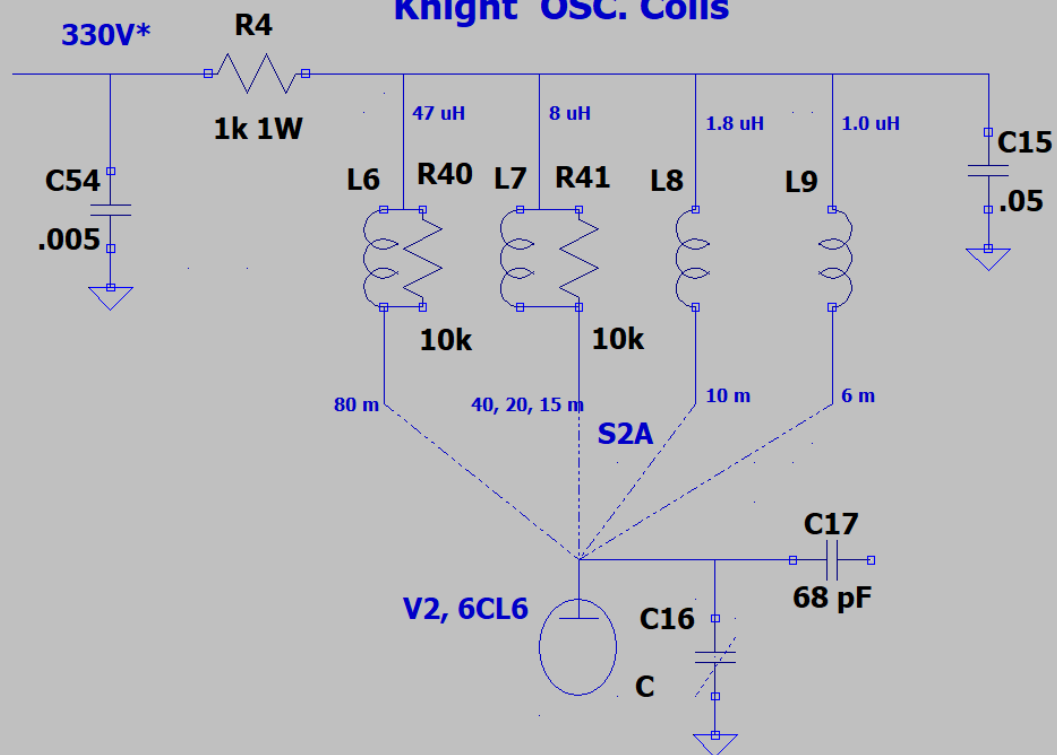 Knight OSC. Coils
330V*
R4
1k 1W
47 uH
8 uH
1.8 uH
1.0 uH
C54
.005
L6
R40
L7
R41
L8
L9
C15
.05
10k
10k
80 m
40, 20, 15 m
10 m
6 m
S2A
C17
68 pF
V2, 6CL6
C16
C